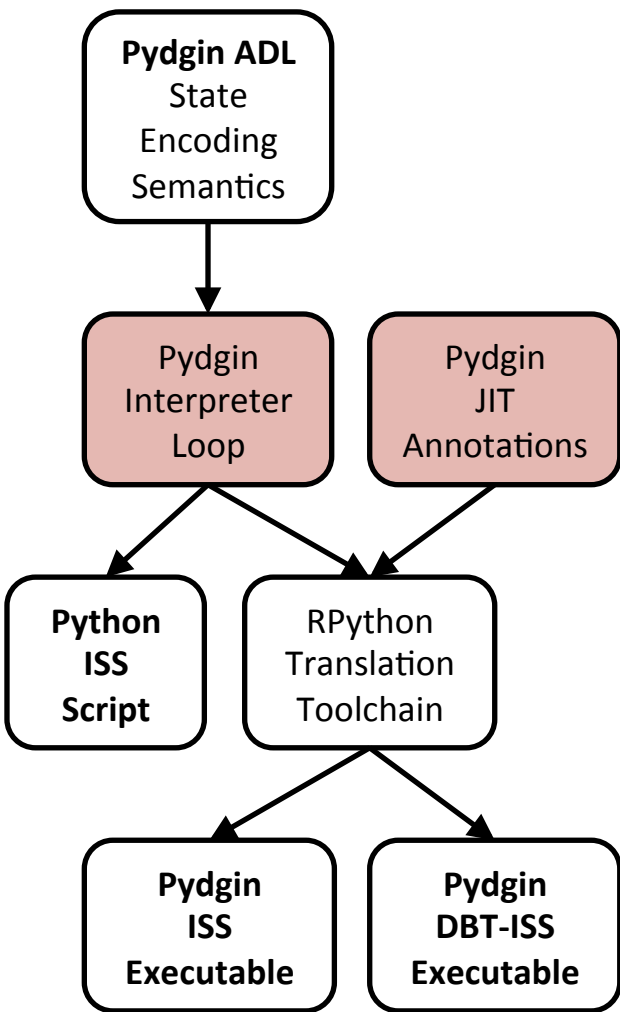 Pydgin ADL
State
Encoding
Semantics
Pydgin
Interpreter
Loop
Pydgin
JIT
Annotations
Python
ISS
Script
RPython
Translation
Toolchain
Pydgin
ISS
Executable
Pydgin
DBT-ISS
Executable